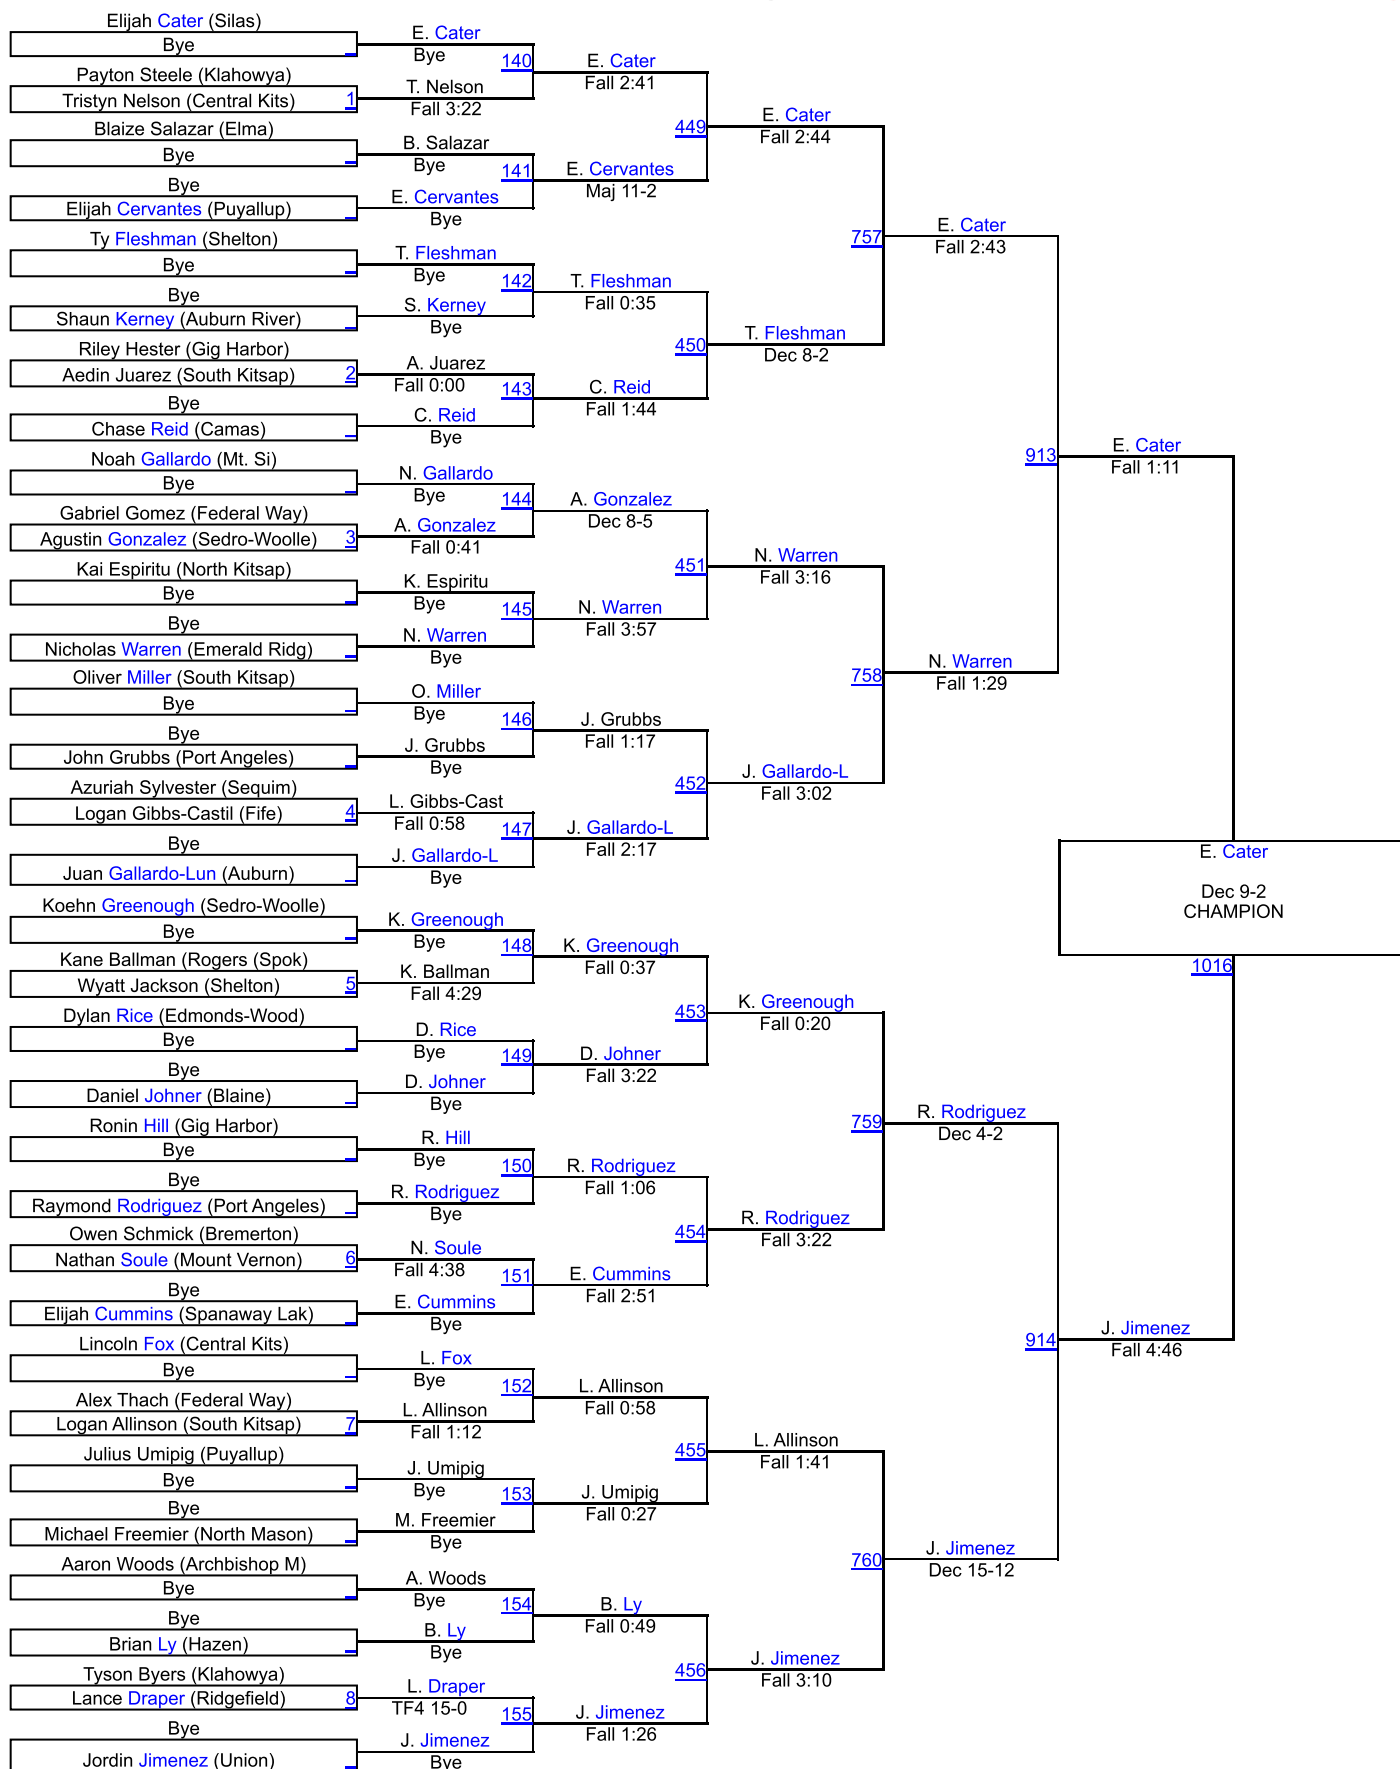 Elijah Cater (Silas)
E. Cater
Bye
Bye
140
E. Cater
Payton Steele (Klahowya)
Fall 2:41
T. Nelson
Tristyn Nelson (Central Kits) 1
Fall 3:22
449
E. Cater
Blaize Salazar (Elma)
Fall 2:44
B. Salazar
Bye
Bye
141
E. Cervantes
Bye
Maj 11-2
E. Cervantes
Elijah Cervantes (Puyallup)
Bye
757
E. Cater
Ty Fleshman (Shelton)
Fall 2:43
T. Fleshman
Bye
Bye
142
T. Fleshman
Bye
Fall 0:35
S. Kerney
Shaun Kerney (Auburn River)
Bye
450
T. Fleshman
Riley Hester (Gig Harbor)
Dec 8-2
A. Juarez
Aedin Juarez (South Kitsap) 2
Fall 0:00
143
C. Reid
Bye
Fall 1:44
C. Reid
Chase Reid (Camas)
Bye
913
E. Cater
Noah Gallardo (Mt. Si)
Fall 1:11
N. Gallardo
Bye
Bye
144
A. Gonzalez
Gabriel Gomez (Federal Way)
Dec 8-5
A. Gonzalez
Agustin Gonzalez (Sedro-Woolle) 3
Fall 0:41
451
N. Warren
Kai Espiritu (North Kitsap)
Fall 3:16
K. Espiritu
Bye
Bye
145
N. Warren
Bye
Fall 3:57
N. Warren
Nicholas Warren (Emerald Ridg)
Bye
758
N. Warren
Oliver Miller (South Kitsap)
Fall 1:29
O. Miller
Bye
Bye
146
J. Grubbs
Bye
Fall 1:17
J. Grubbs
John Grubbs (Port Angeles)
Bye
452
J. Gallardo-L
Azuriah Sylvester (Sequim)
Fall 3:02
L. Gibbs-Cast
Logan Gibbs-Castil (Fife) 4
Fall 0:58
147
J. Gallardo-L
Bye
Fall 2:17
J. Gallardo-L
Juan Gallardo-Lun (Auburn)
Bye
E. Cater
Dec 9-2
CHAMPION
1016
Koehn Greenough (Sedro-Woolle)
K. Greenough
Bye
Bye
148
K. Greenough
Kane Ballman (Rogers (Spok)
Fall 0:37
K. Ballman
Wyatt Jackson (Shelton) 5
Fall 4:29
453
K. Greenough
Dylan Rice (Edmonds-Wood)
Fall 0:20
D. Rice
Bye
Bye
149
D. Johner
Bye
Fall 3:22
D. Johner
Daniel Johner (Blaine)
Bye
759
R. Rodriguez
Ronin Hill (Gig Harbor)
Dec 4-2
R. Hill
Bye
Bye
150
R. Rodriguez
Bye
Fall 1:06
R. Rodriguez
Raymond Rodriguez (Port Angeles)
Bye
454
R. Rodriguez
Owen Schmick (Bremerton)
Fall 3:22
N. Soule
Nathan Soule (Mount Vernon) 6
Fall 4:38
151
E. Cummins
Bye
Fall 2:51
E. Cummins
Elijah Cummins (Spanaway Lak)
Bye
914
J. Jimenez
Lincoln Fox (Central Kits)
Fall 4:46
L. Fox
Bye
Bye
152
L. Allinson
Alex Thach (Federal Way)
Fall 0:58
L. Allinson
Logan Allinson (South Kitsap) 7
Fall 1:12
455
L. Allinson
Julius Umipig (Puyallup)
Fall 1:41
J. Umipig
Bye
Bye
153
J. Umipig
Bye
Fall 0:27
M. Freemier
Michael Freemier (North Mason)
Bye
760
J. Jimenez
Aaron Woods (Archbishop M)
Dec 15-12
A. Woods
Bye
Bye
154
B. Ly
Bye
Fall 0:49
B. Ly
Brian Ly (Hazen)
Bye
456
J. Jimenez
Tyson Byers (Klahowya)
Fall 3:10
L. Draper
Lance Draper (Ridgefield) 8
TF4 15-0
155
J. Jimenez
Bye
Fall 1:26
J. Jimenez
Jordin Jimenez (Union)
Bye